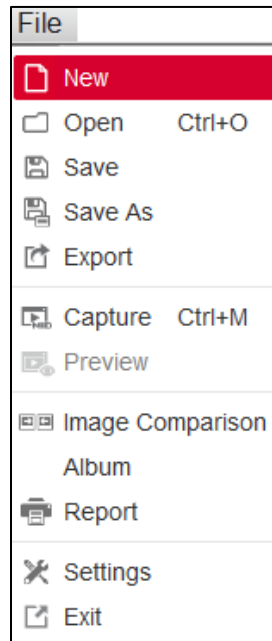 File
New
Open Ctrl+O
Save
Save As
Export
Capture Ctrl+M
Preview
Image Comparison
Album
Report
Settings
Exit